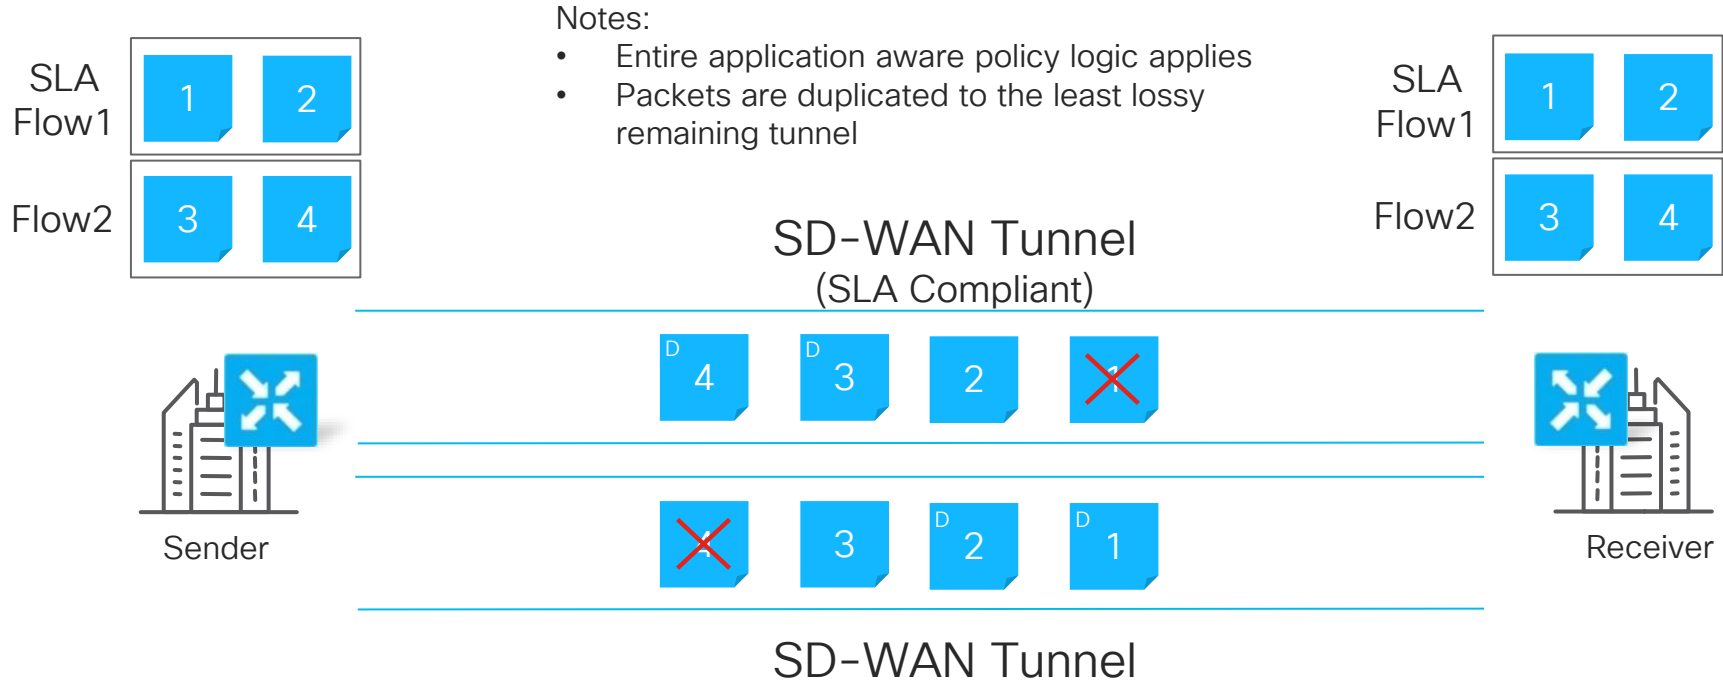 Notes:
• Entire application aware policy logic applies
• Packets are duplicated to the least lossy
remaining tunnel
SLA
Flow1
1 2
Flow2
3 4
SLA
Flow1
1 2
Flow2
3 4
SD-WAN Tunnel
(SLA Compliant)
D 4 D 3 2 1
4 3 D 2 D 1
Sender
Receiver
SD-WAN Tunnel